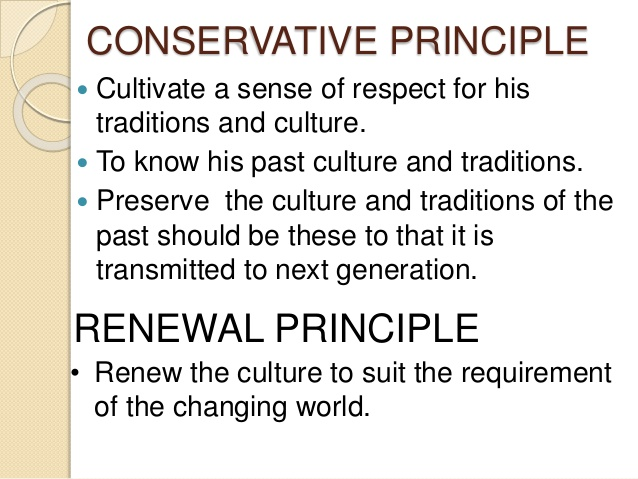 CONSERVATIVE PRINCIPLE
• Cultivate a sense of respect for his
traditions and culture.
• To know his past culture and traditions.
• Preserve  the culture and traditions of the
past should be these to that it is
transmitted to next generation.
RENEWAL PRINCIPLE
• Renew the culture to suit the requirement
of the changing world.